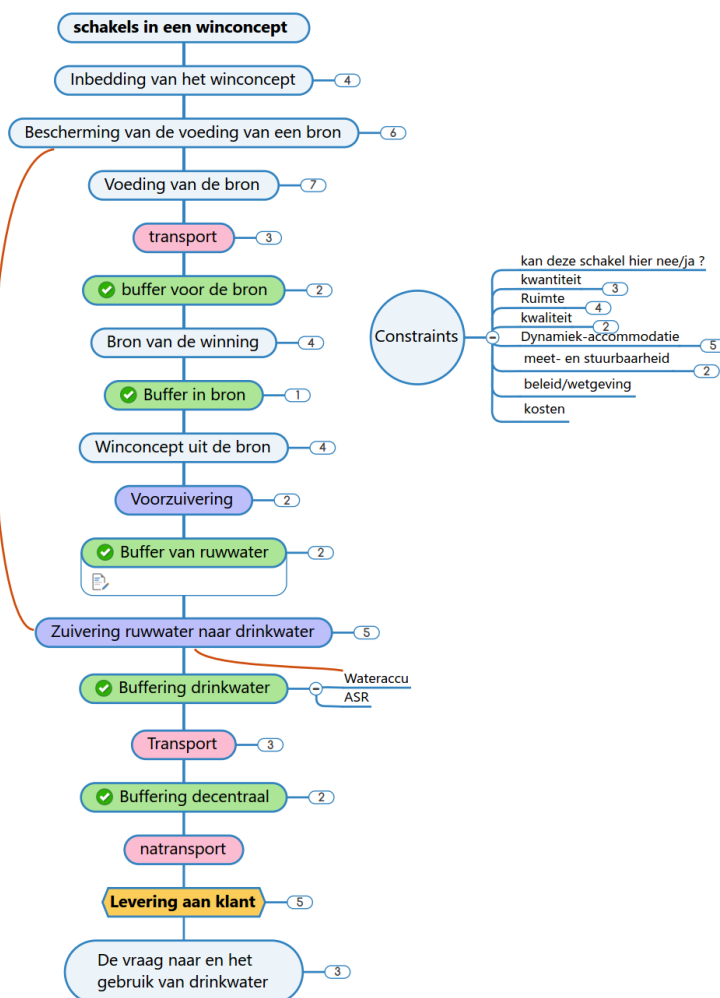 schakels in een winconcept
Inbedding van het winconcept
4
Bescherming van de voeding van een bron
6
Voeding van de bron
7
transport
3
buffer voor de bron
2
Bron van de winning
4
Buffer in bron
1
Winconcept uit de bron
4
Voorzuivering
2
Buffer van ruwwater
2
Zuivering ruwwater naar drinkwater
5
Buffering drinkwater
Wateraccu
ASR
Transport
3
Buffering decentraal
2
natransport
Levering aan klant
5
De vraag naar en het
gebruik van drinkwater
3
Constraints
kan deze schakel hier nee/ja ?
kwantiteit
3
Ruimte
4
kwaliteit
2
Dynamiek-accommodatie
5
meet- en stuurbaarheid
2
beleid/wetgeving
kosten